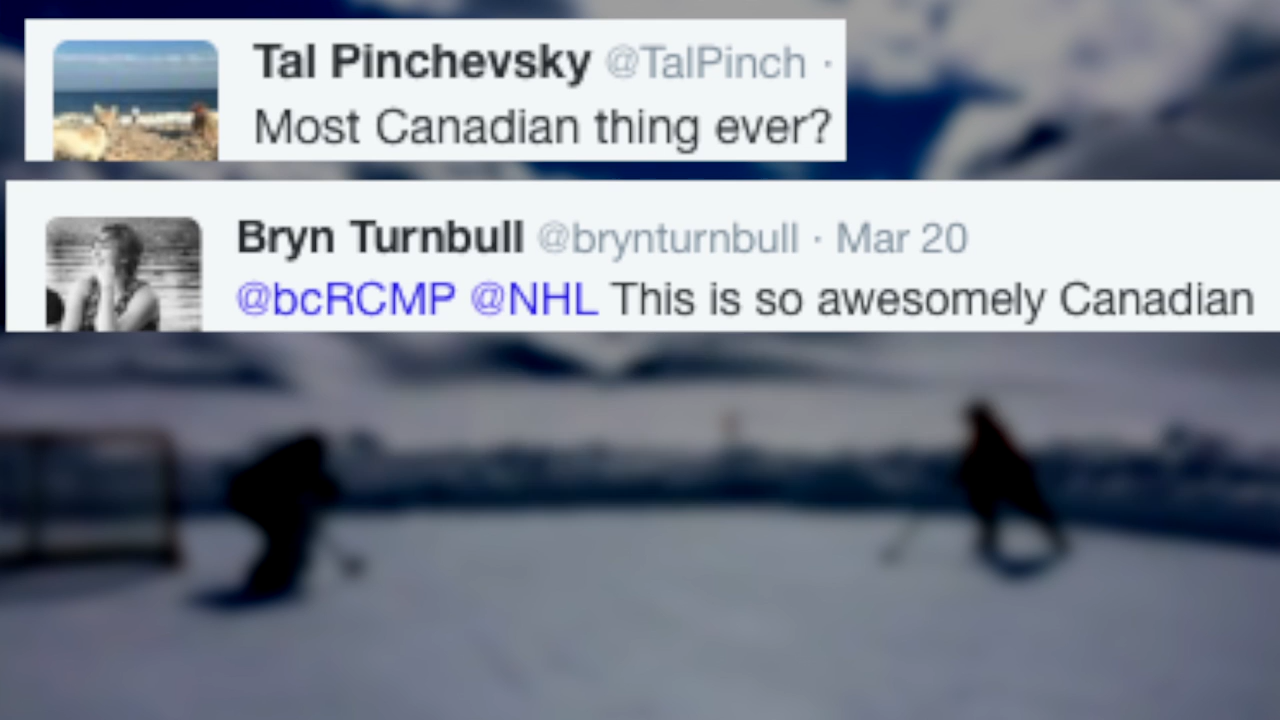 Tal Pinchevsky @TalPinch ·
Most Canadian thing ever?
Bryn Turnbull @brynturnbull · Mar 20
@bcRCMP @NHL This is so awesomely Canadian